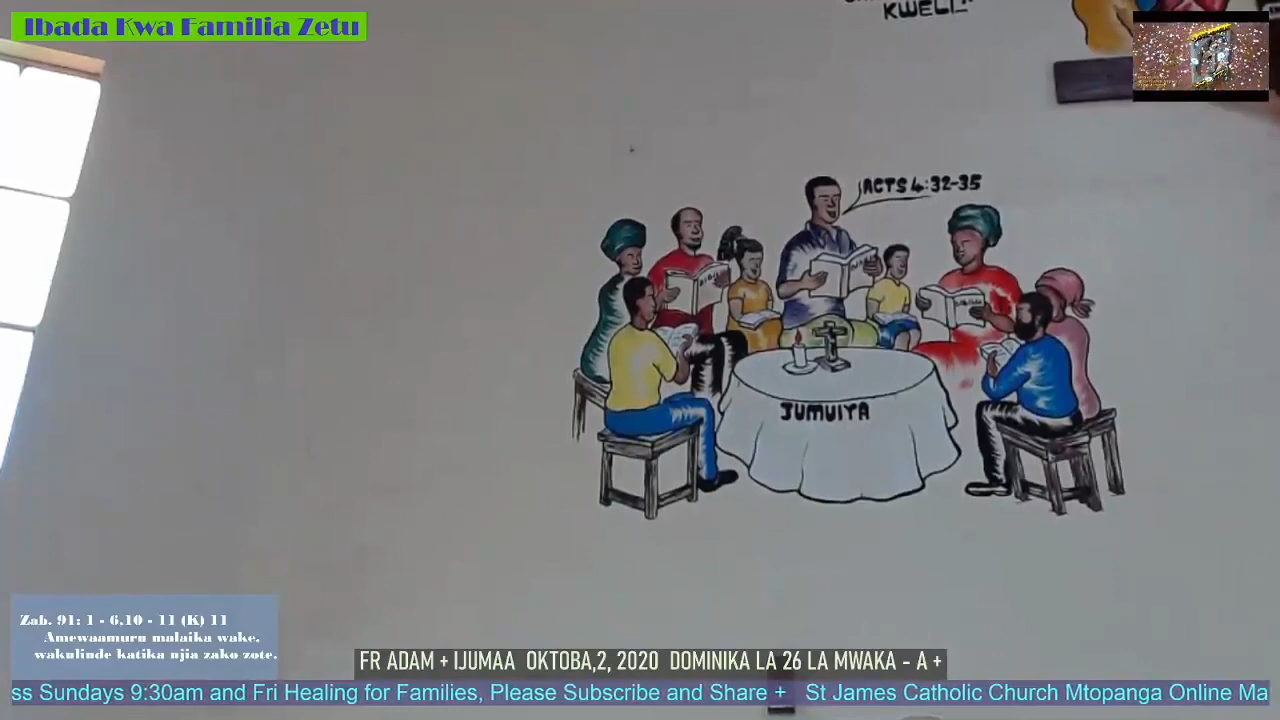 Ibada Kwa Familia Zetu
KWELI
ACTS 4:32-35
BIBLIA
JUMUIYA
Zab. 91: 1 - 6.10 - 11 (K) 11
Amewaamuru malaika wake,
wakulinde katika njia zako zote.
FR ADAM + IJUMAA OKTOBA,2, 2020 DOMINIKA LA 26 LA MWAKA - A +
ss Sundays 9:30am and Fri Healing for Families, Please Subscribe and Share + St James Catholic Church Mtopanga Online Ma